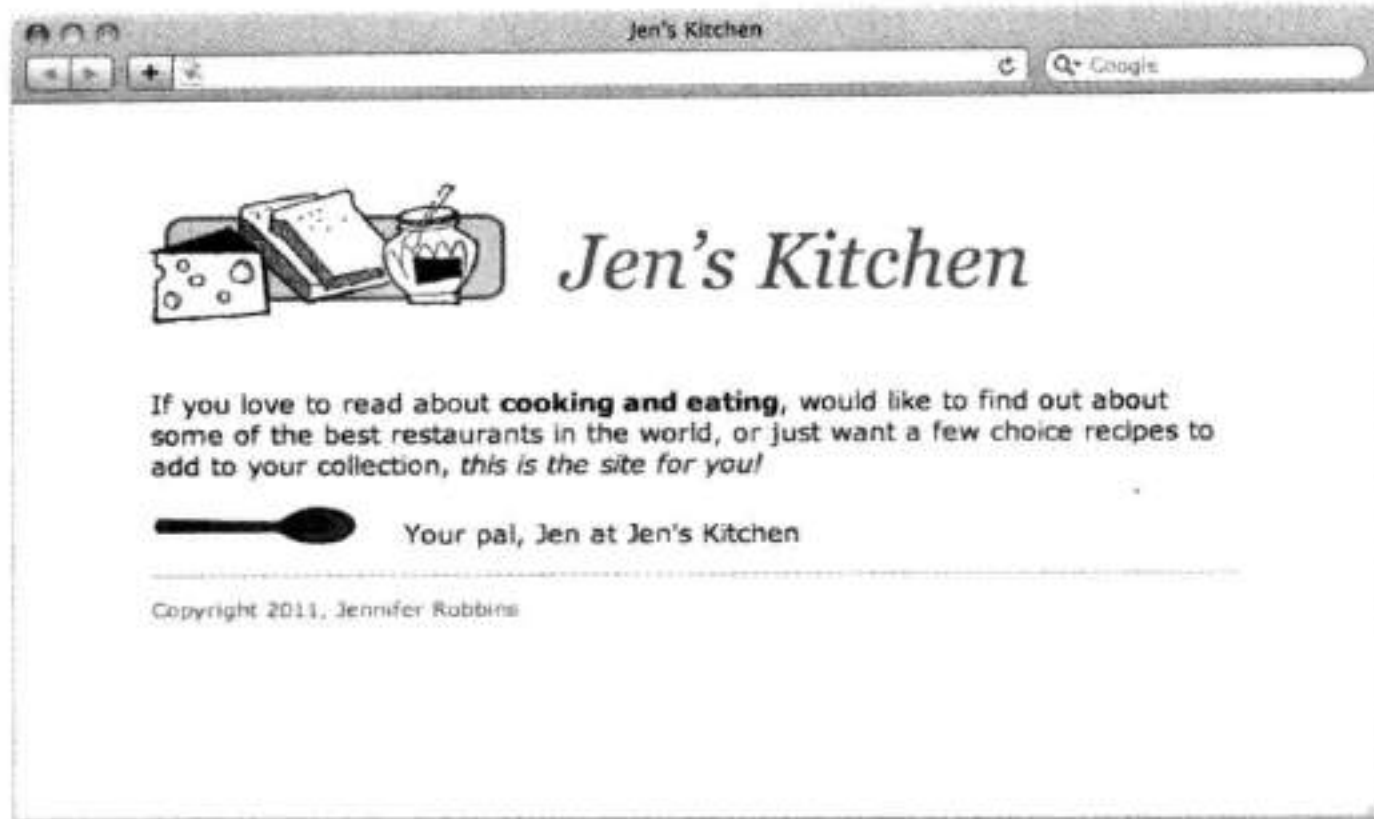 Jen's Kitchen
Google
Jen’s Kitchen
If you love to read about cooking and eating, would like to find out about
some of the best restaurants in the world, or just want a few choice recipes to
add to your collection, this is the site for you!
Your pal, Jen at Jen's Kitchen
Copyright 2011, Jennifer Robbins